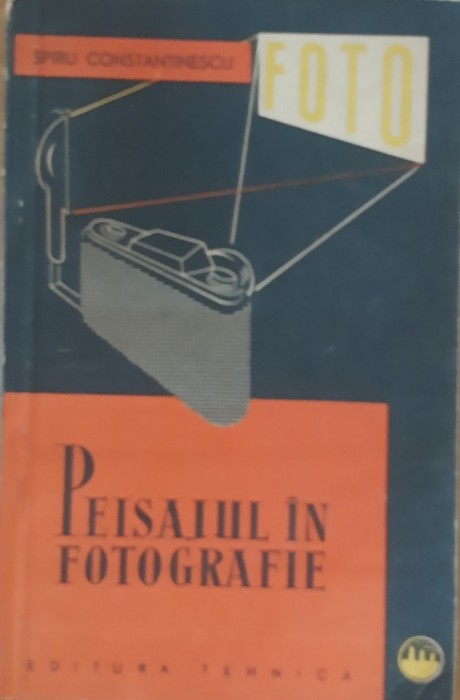 SPIRU CONSTANTINESCU
FOTO
PEISAJUL ÎN
FOTOGRAFIE
EDITURA TEHNICA